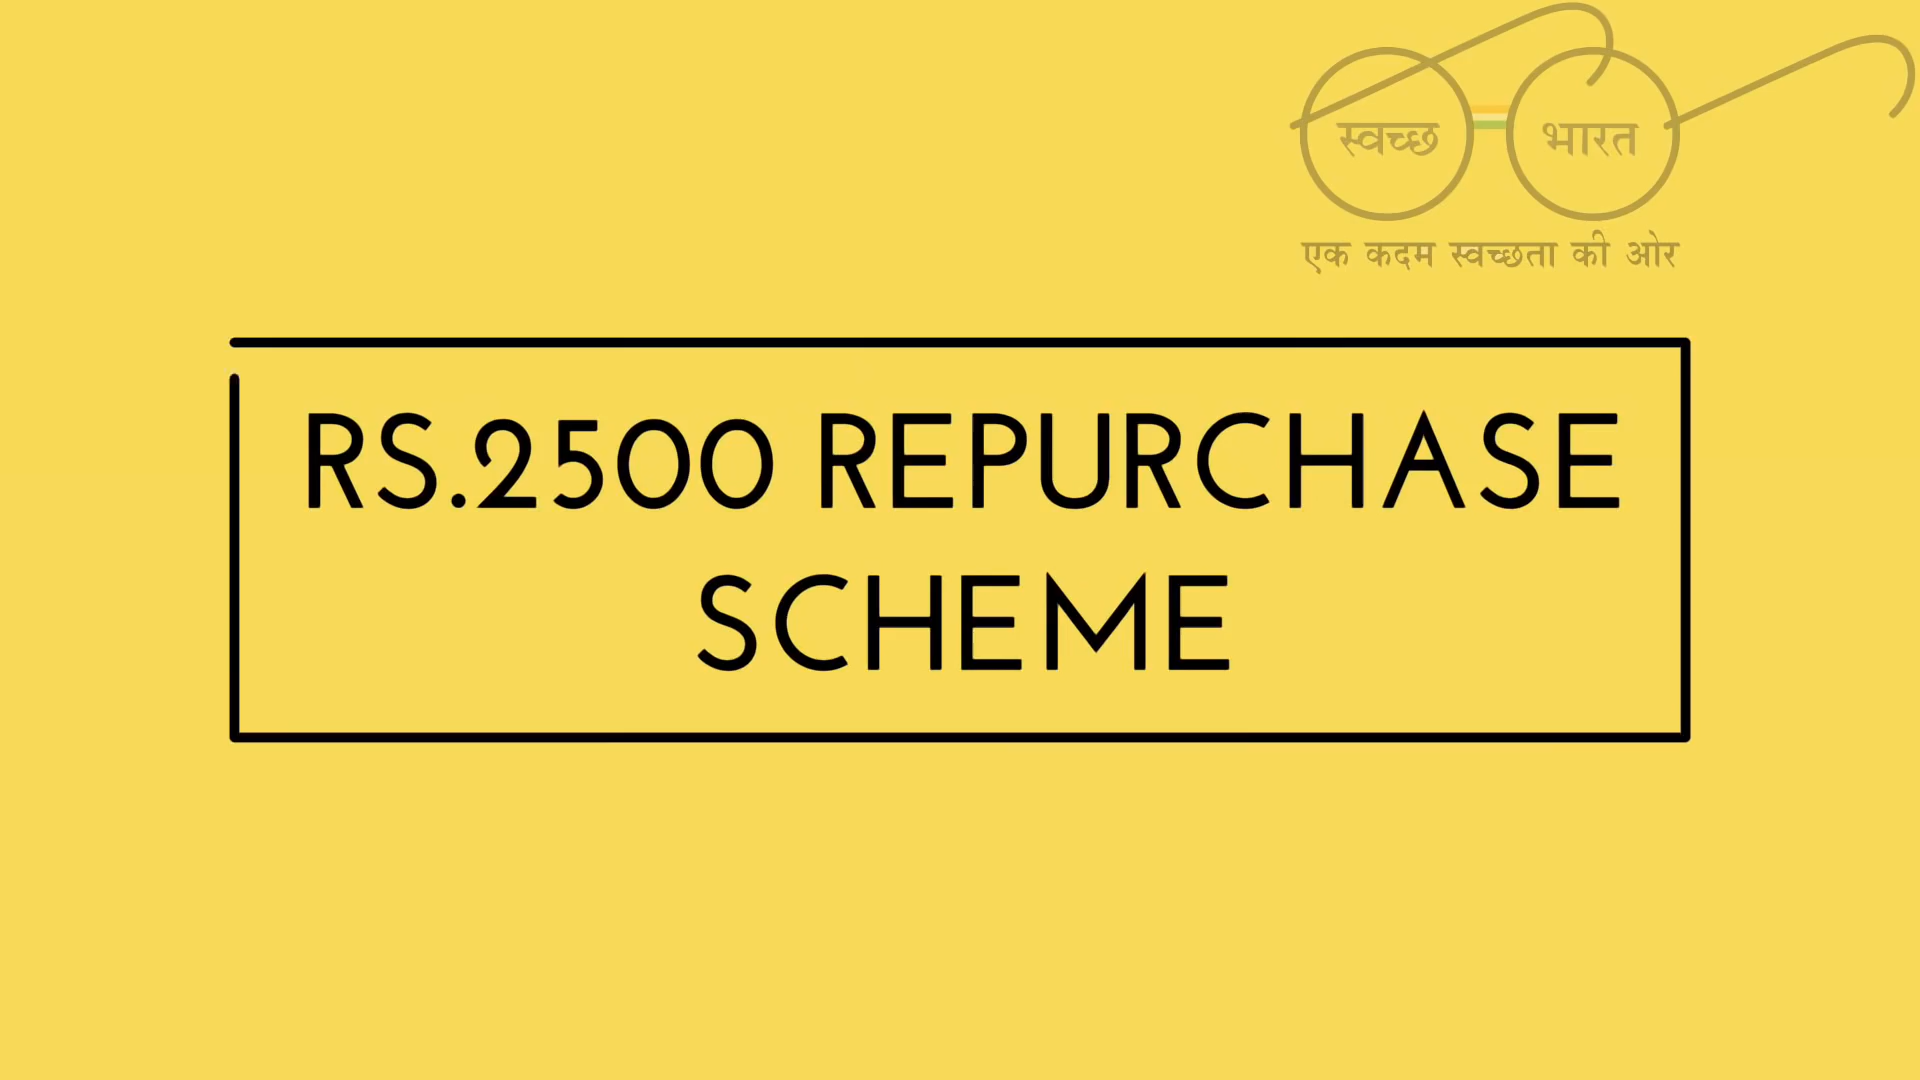 स्वच्छ भारत
एक कदम स्वच्छता की ओर
RS.2500 REPURCHASE
SCHEME